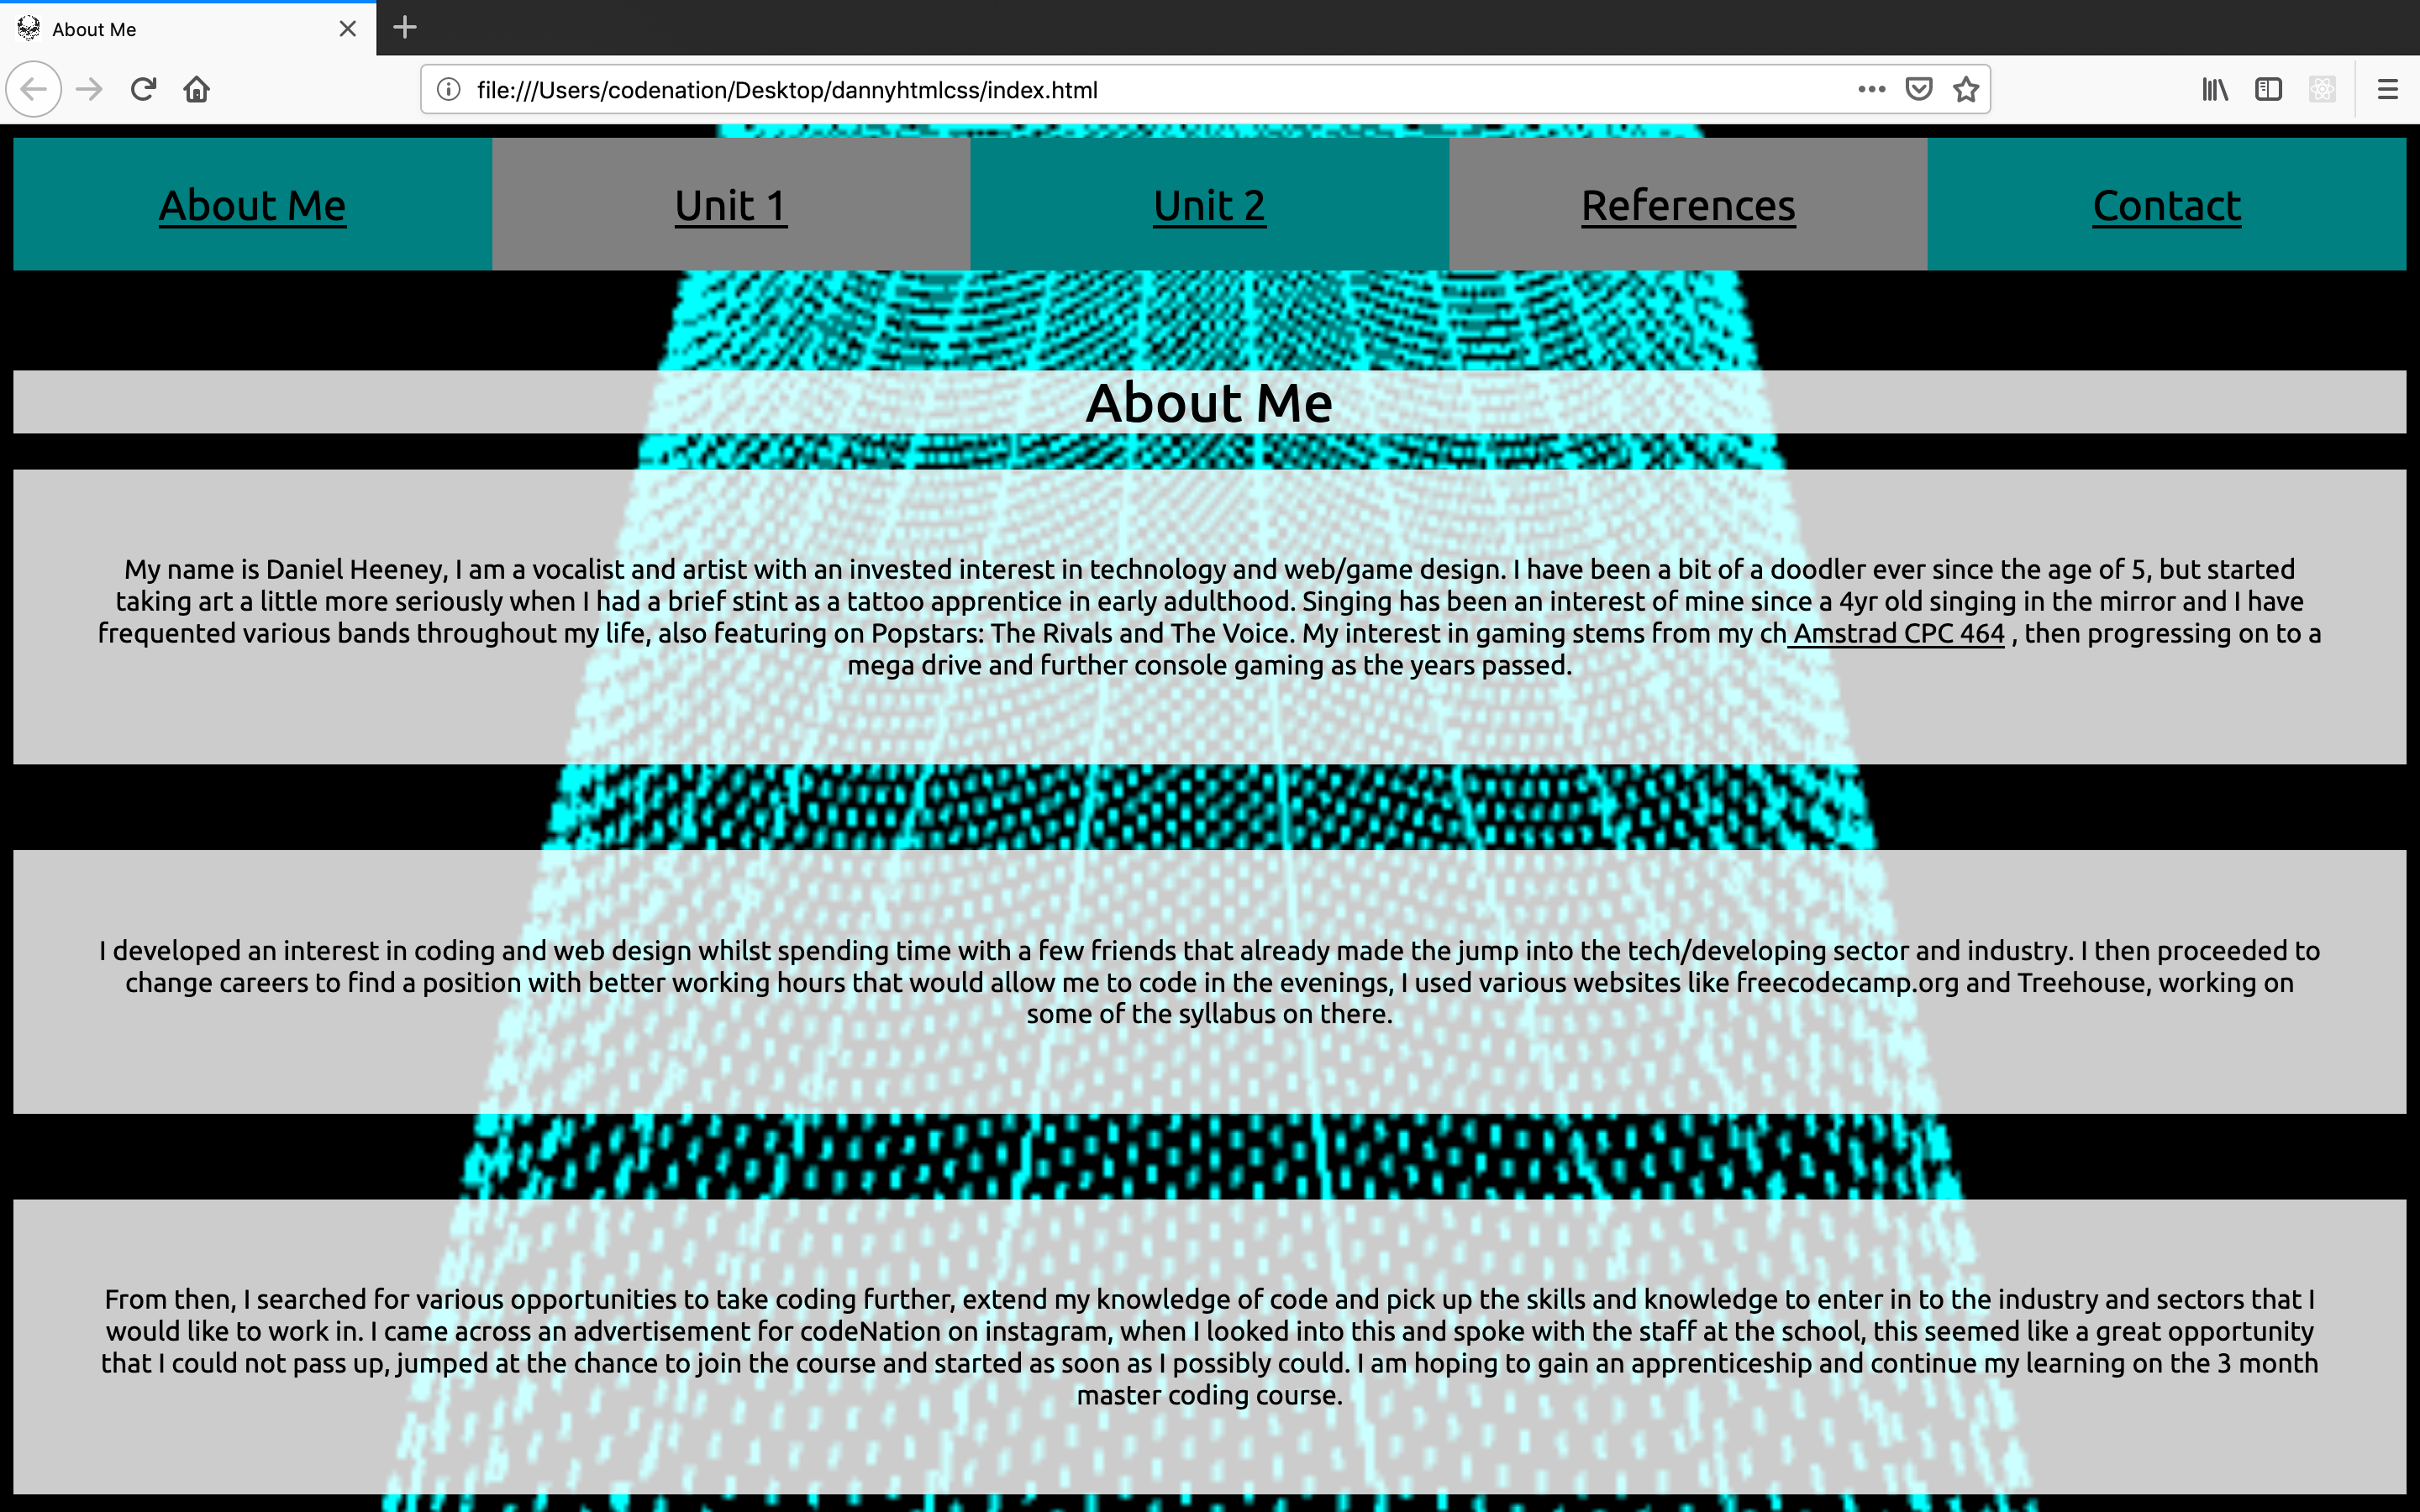 About Me
file:///Users/codenation/Desktop/dannyhtmlcss/index.html
About Me
Unit 1
Unit 2
References
Contact
About Me
My name is Daniel Heeney, I am a vocalist and artist with an invested interest in technology and web/game design. I have been a bit of a doodler ever since the age of 5, but started
taking art a little more seriously when I had a brief stint as a tattoo apprentice in early adulthood. Singing has been an interest of mine since a 4yr old singing in the mirror and I have
frequented various bands throughout my life, also featuring on Popstars: The Rivals and The Voice. My interest in gaming stems from my ch Amstrad CPC 464 , then progressing on to a
mega drive and further console gaming as the years passed.
I developed an interest in coding and web design whilst spending time with a few friends that already made the jump into the tech/developing sector and industry. I then proceeded to
change careers to find a position with better working hours that would allow me to code in the evenings, I used various websites like freecodecamp.org and Treehouse, working on
some of the syllabus on there.
From then, I searched for various opportunities to take coding further, extend my knowledge of code and pick up the skills and knowledge to enter in to the industry and sectors that I
would like to work in. I came across an advertisement for codeNation on instagram, when I looked into this and spoke with the staff at the school, this seemed like a great opportunity
that I could not pass up, jumped at the chance to join the course and started as soon as I possibly could. I am hoping to gain an apprenticeship and continue my learning on the 3 month
master coding course.